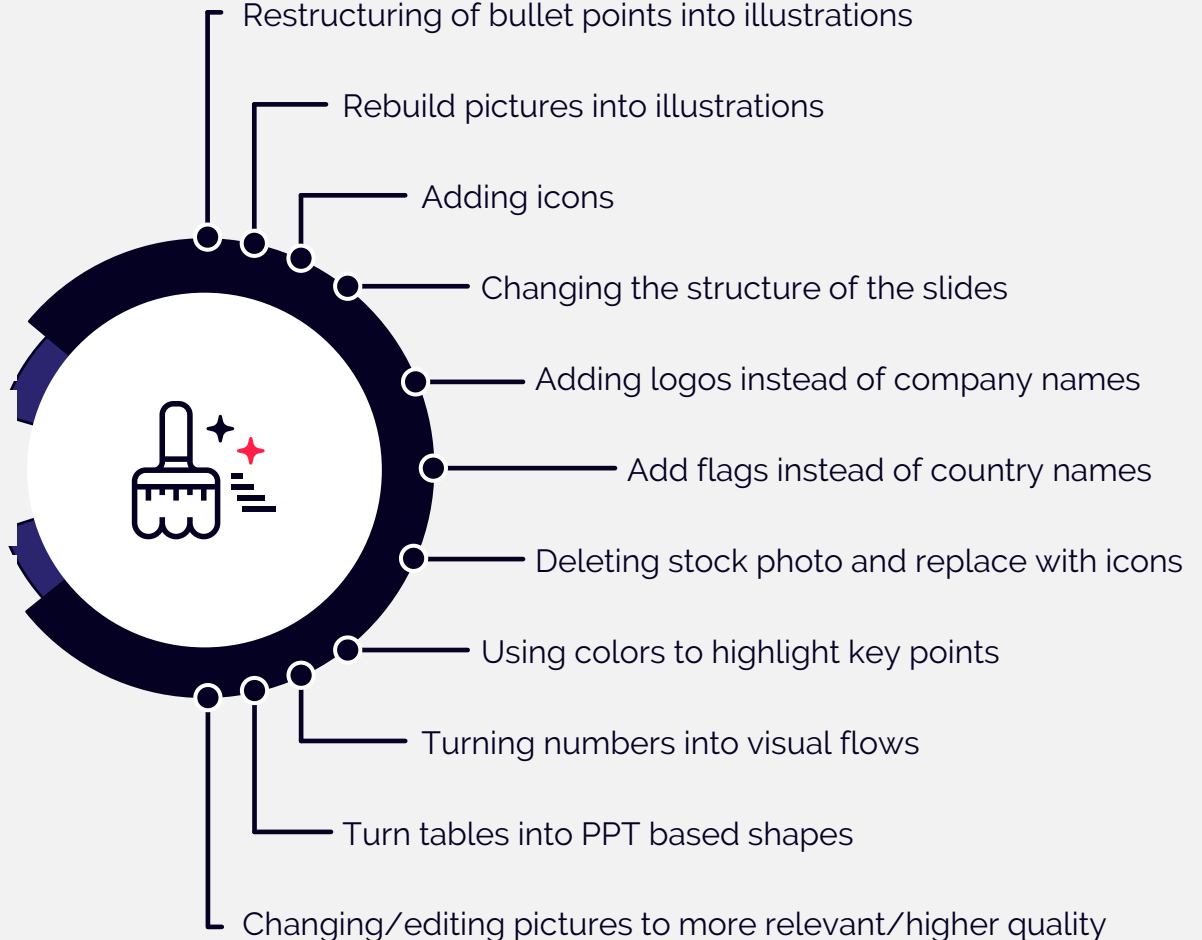 Restructuring of bullet points into illustrations
Rebuild pictures into illustrations
Adding icons
Changing the structure of the slides
Adding logos instead of company names
Add flags instead of country names
Deleting stock photo and replace with icons
Using colors to highlight key points
Turning numbers into visual flows
Turn tables into PPT based shapes
Changing/editing pictures to more relevant/higher quality